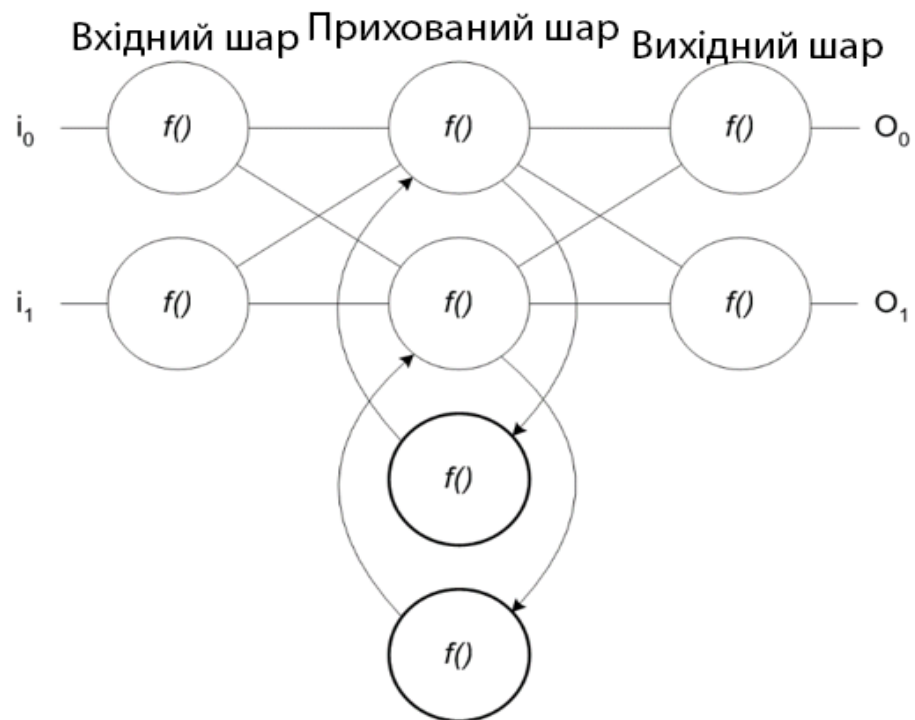 Вхідний шар Прихований шар Вихідний шар
i₀ f() f() f() O₀
i₁ f() f() f() O₁
f()
f()